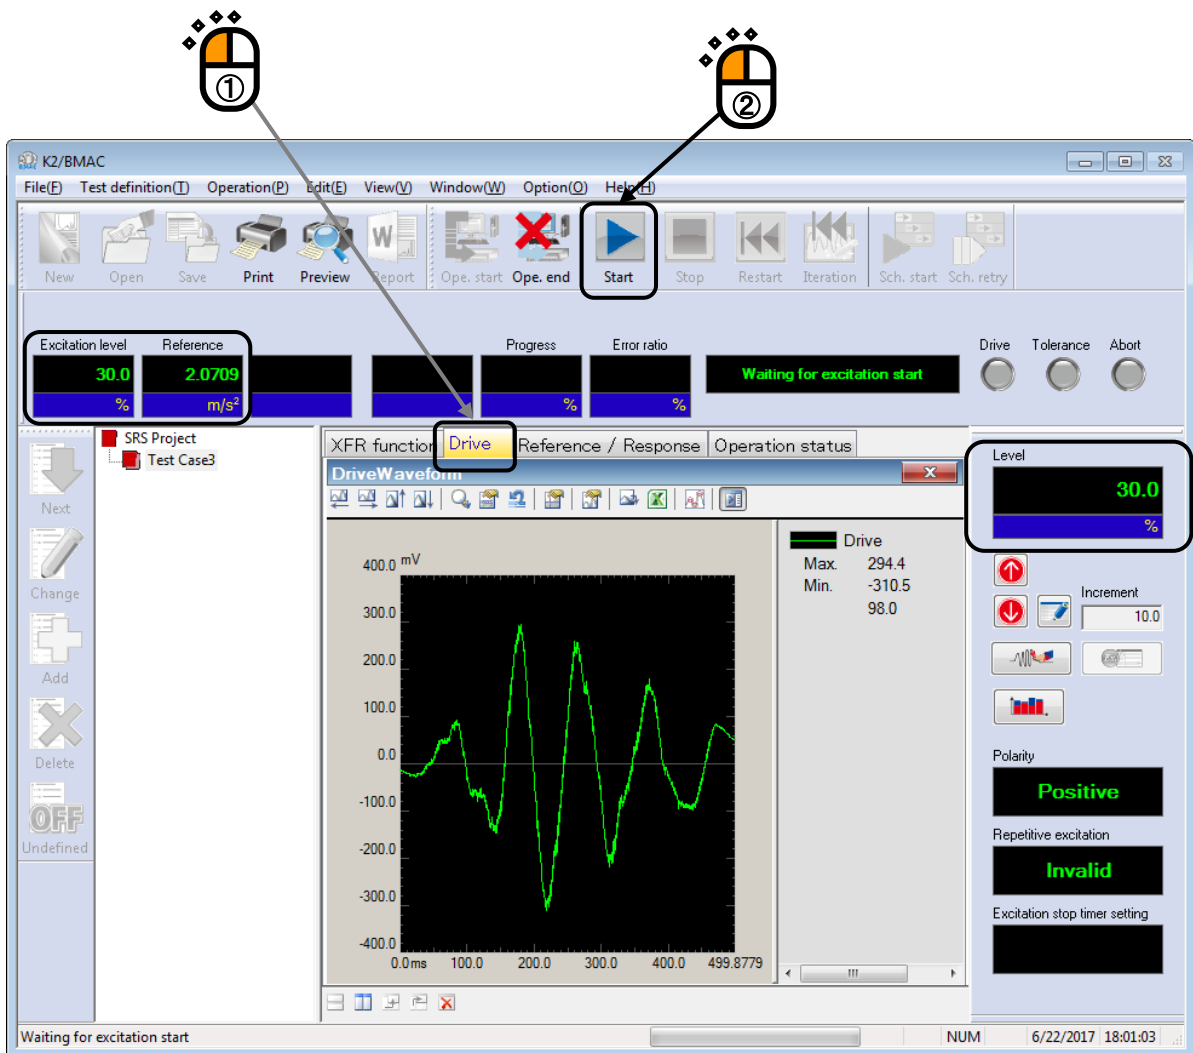 ①
②
K2/BMAC
File(F) Test definition(T) Operation(P) Edit(E) View(V) Window(W) Option(O) Help(H)
New Open Save Print Preview Report Ope. start Ope. end Start Stop Restart Iteration Sch. start Sch. retry
Excitation level Reference Progress Error ratio Drive Tolerance Abort
30.0 2.0709 Waiting for excitation start
% m/s² % %
SRS Project
Test Case3
Next
Change
Add
Delete
OFF
Undefined
XFR function Drive Reference / Response Operation status
DriveWaveform
400.0 mV
300.0
200.0
100.0
0.0
-100.0
-200.0
-300.0
-400.0
0.0ms 100.0 200.0 300.0 400.0 499.8779
Drive
Max. 294.4
Min. -310.5
98.0
Level
30.0
%
Increment
10.0
Polarity
Positive
Repetitive excitation
Invalid
Excitation stop timer setting
Waiting for excitation start NUM 6/22/2017 18:01:03